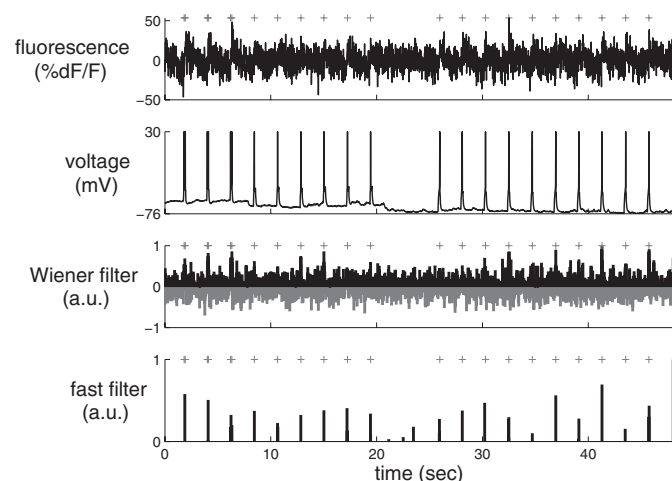 50
fluorescence
0
(%dF/F)
−50
30
voltage
(mV)
−76
1
Wiener filter
0
(a.u.)
−1
1
fast filter
(a.u.)
0
0 10 20 30 40
time (sec)